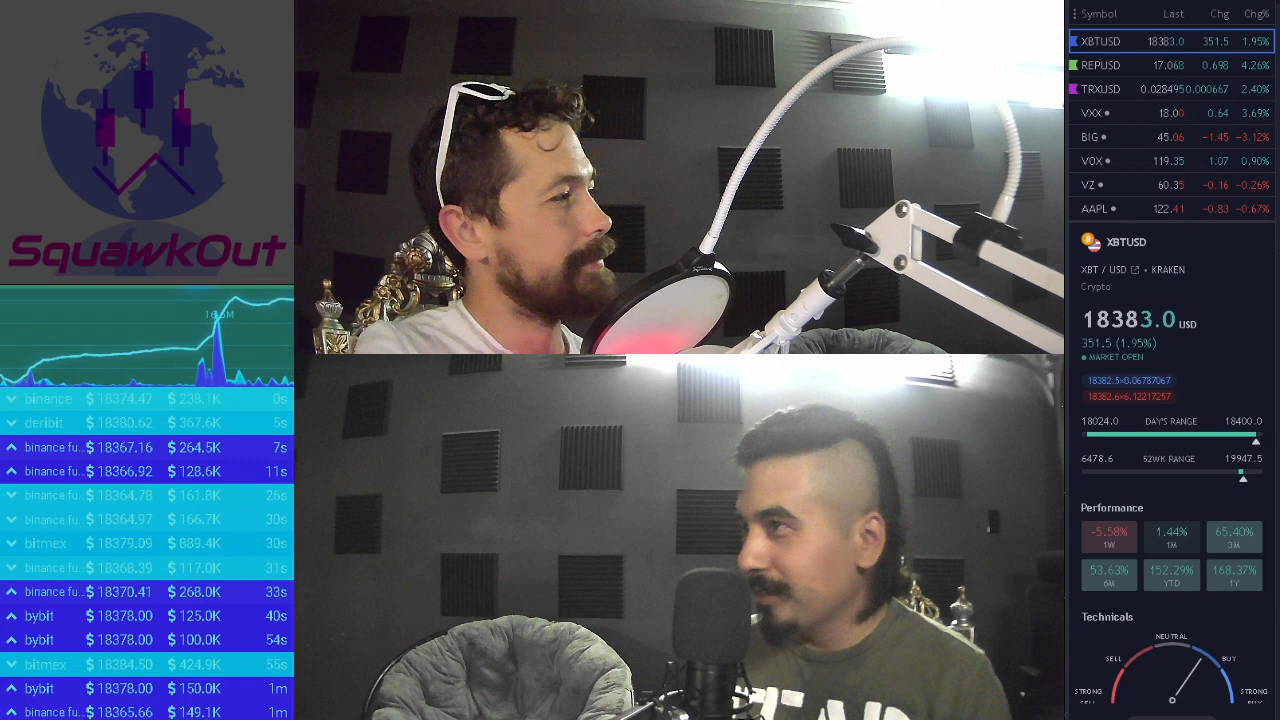 SquawkOut
16.5M
binance $ 18374.47 $ 238.1K 0s
deribit $ 18380.62 $ 367.6K 5s
binance fu.. $ 18367.16 $ 264.5K 7s
binance fu.. $ 18366.92 $ 128.6K 11s
binance fu.. $ 18364.78 $ 161.8K 26s
binance fu.. $ 18364.97 $ 166.7K 30s
bitmex $ 18379.09 $ 889.4K 30s
binance fu.. $ 18368.39 $ 117.0K 31s
binance fu.. $ 18370.41 $ 268.0K 33s
bybit $ 18378.00 $ 125.0K 40s
bybit $ 18378.00 $ 100.0K 54s
bitmex $ 18384.50 $ 424.9K 55s
bybit $ 18378.00 $ 150.0K 1m
binance fu.. $ 18365.66 $ 149.1K 1m
Symbol Last Chg Chg%
XBTUSD 18383.0 351.5 1.95%
REPUSD 17.068 0.698 4.26%
TRXUSD 0.028495 0.000667 2.40%
VXX 18.00 0.64 3.69%
BIG 45.06 −1.45 −3.12%
VOX 119.35 1.07 0.90%
VZ 60.35 −0.16 −0.26%
AAPL 122.41 −0.83 −0.67%
XBTUSD
XBT / USD • KRAKEN
Crypto
18383.0 USD
351.5 (1.95%)
MARKET OPEN
18382.5×0.06787067
18382.6×6.12217257
18024.0 DAY'S RANGE 18400.0
6478.6 52WK RANGE 19947.5
Performance
-5.58% 1.44% 65.40%
1W 1M 3M
53.63% 152.29% 168.37%
6M YTD 1Y
Technicals
NEUTRAL
SELL BUY
STRONG STRONG